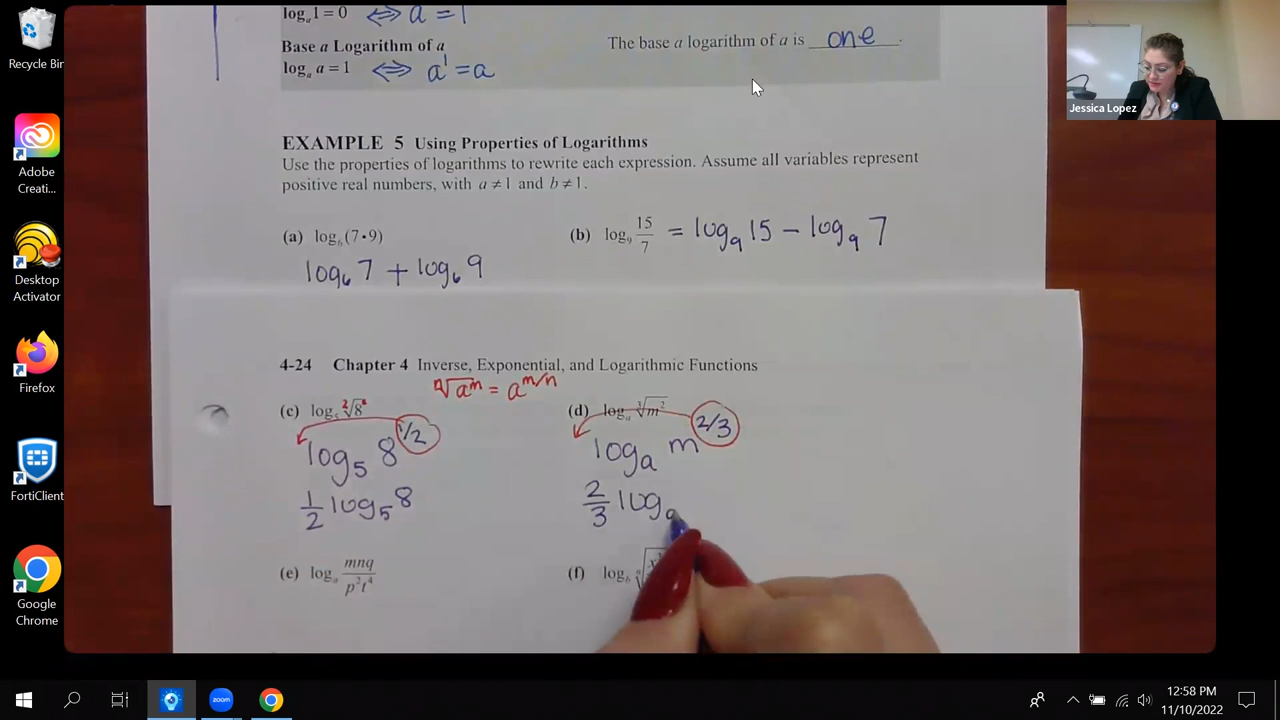 logₐ1 = 0 ⟺ a = 1
Base a Logarithm of a
logₐ a = 1 ⟺ a¹ = a
The base a logarithm of a is one.
Jessica Lopez
Recycle Bin
Adobe
Creati...
Desktop
Activator
Firefox
FortiClient
Google
Chrome
EXAMPLE 5 Using Properties of Logarithms
Use the properties of logarithms to rewrite each expression. Assume all variables represent
positive real numbers, with a ≠ 1 and b ≠ 1.
(a) log₆(7•9)
log₆ 7 + log₆ 9
(b) log₉ 15/7 = log₉ 15 − log₉ 7
4-24 Chapter 4 Inverse, Exponential, and Logarithmic Functions
ⁿ√aᵐ = a^(m/n)
(c) log₅ ²√8
log₅ 8^(1/2)
1/2 log₅ 8
(d) logₐ ³√m²
logₐ m^(2/3)
2/3 logₐ
(e) logₐ mnq/p²t⁴
(f) log_b
12:58 PM
11/10/2022
zoom